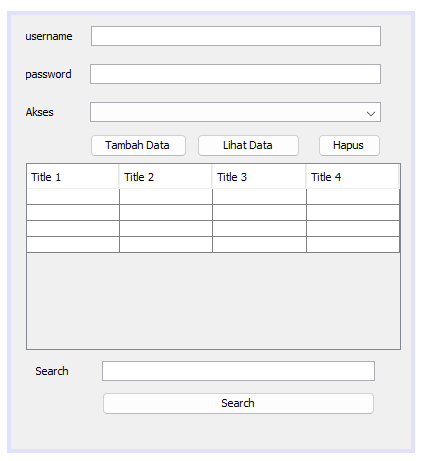 username
password
Akses
Tambah Data Lihat Data Hapus
Title 1 Title 2 Title 3 Title 4
Search
Search